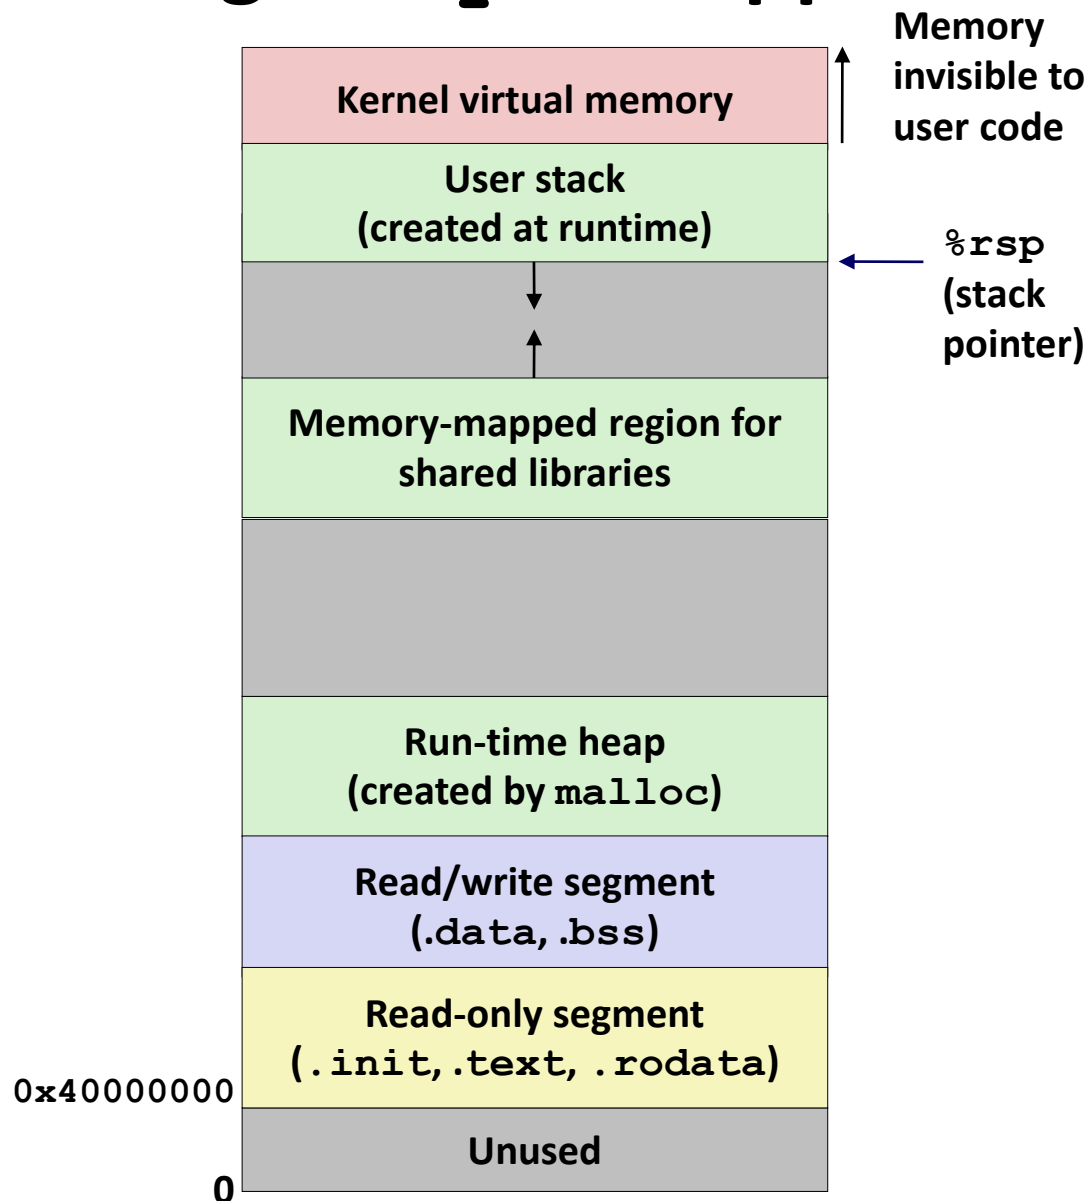 Memory
invisible to
user code
Kernel virtual memory
User stack
(created at runtime)
%rsp
(stack
pointer)
Memory-mapped region for
shared libraries
Run-time heap
(created by malloc)
Read/write segment
(.data, .bss)
Read-only segment
(.init, .text, .rodata)
0x40000000
Unused
0